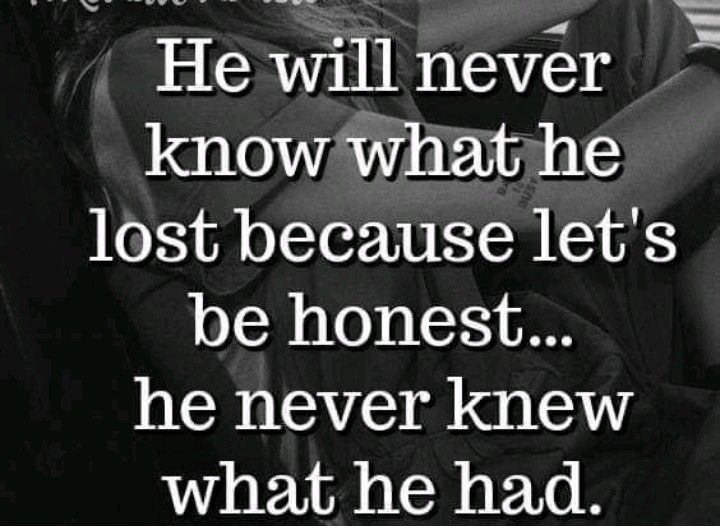 He will never
know what he
lost because let's
be honest...
he never knew
what he had.